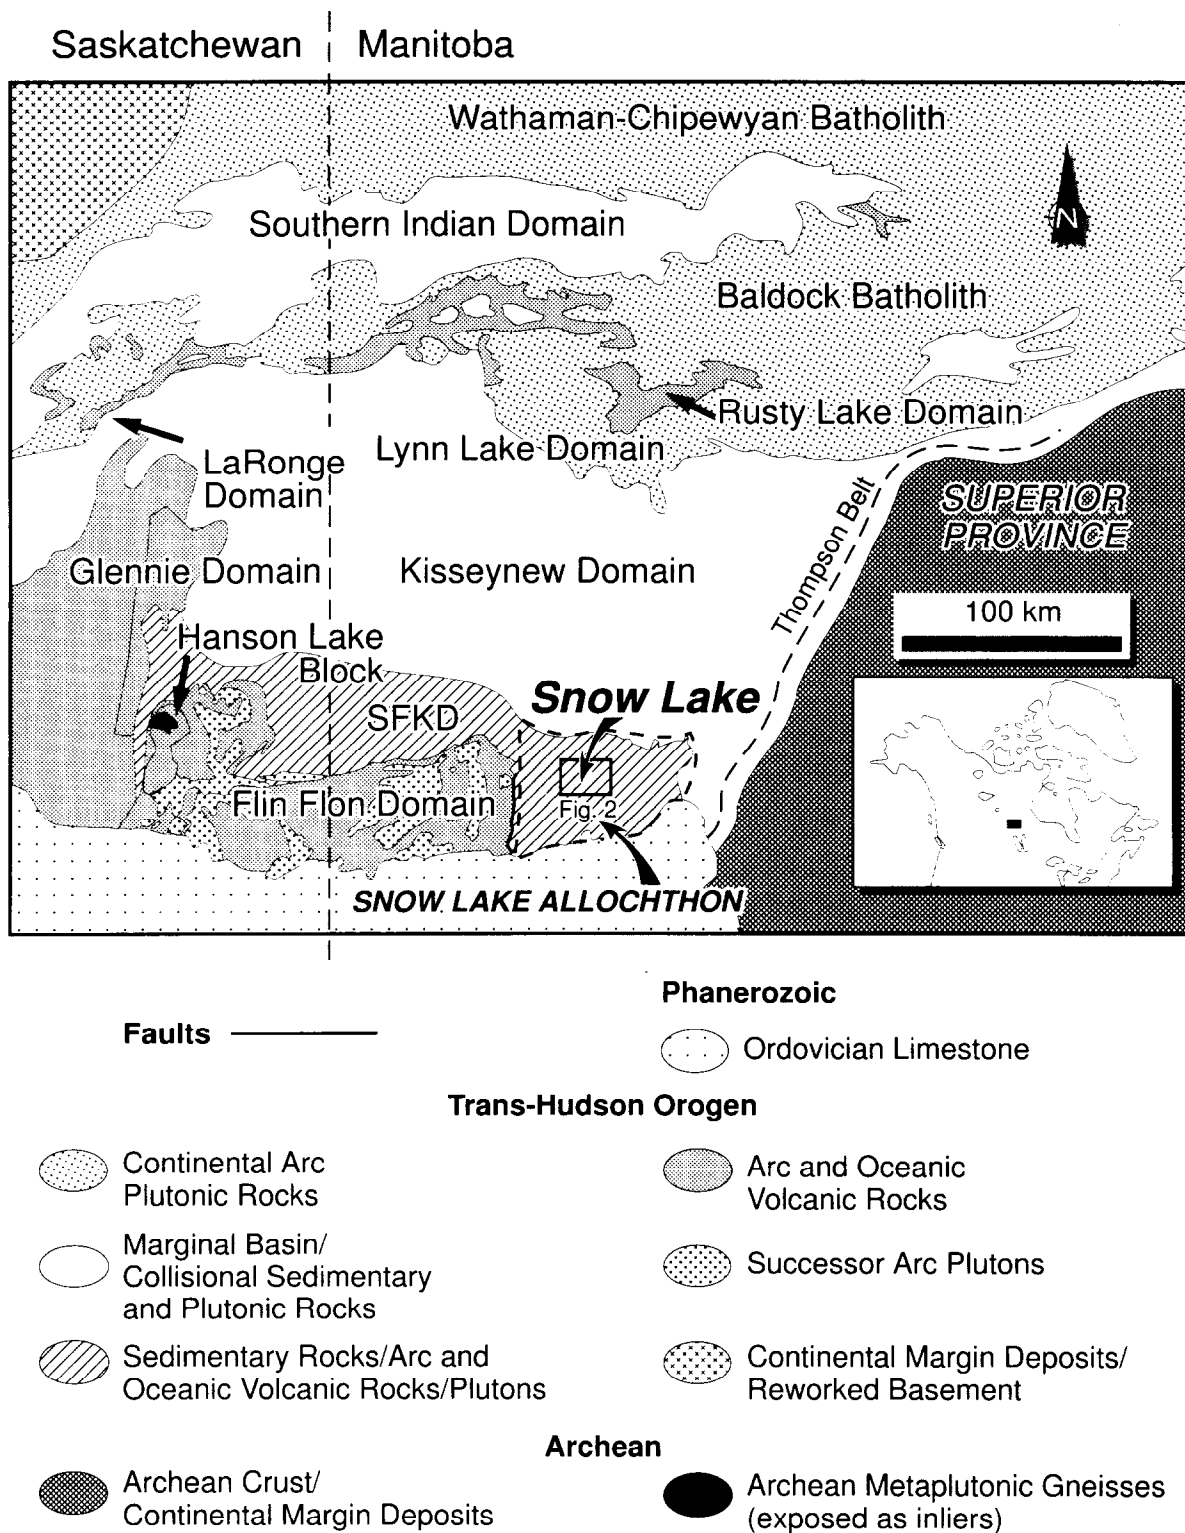 Saskatchewan Manitoba
Wathaman-Chipewyan Batholith
N
Southern Indian Domain
Baldock Batholith
Rusty Lake Domain
Lynn Lake Domain
LaRonge
Domain
SUPERIOR
PROVINCE
Thompson Belt
Glennie Domain
Kisseynew Domain
100 km
Hanson Lake
Block
Snow Lake
SFKD
Flin Flon Domain
Fig. 2
SNOW LAKE ALLOCHTHON
Phanerozoic
Faults
Ordovician Limestone
Trans-Hudson Orogen
Continental Arc
Plutonic Rocks
Arc and Oceanic
Volcanic Rocks
Marginal Basin/
Collisional Sedimentary
and Plutonic Rocks
Successor Arc Plutons
Sedimentary Rocks/Arc and
Oceanic Volcanic Rocks/Plutons
Continental Margin Deposits/
Reworked Basement
Archean
Archean Crust/
Continental Margin Deposits
Archean Metaplutonic Gneisses
(exposed as inliers)